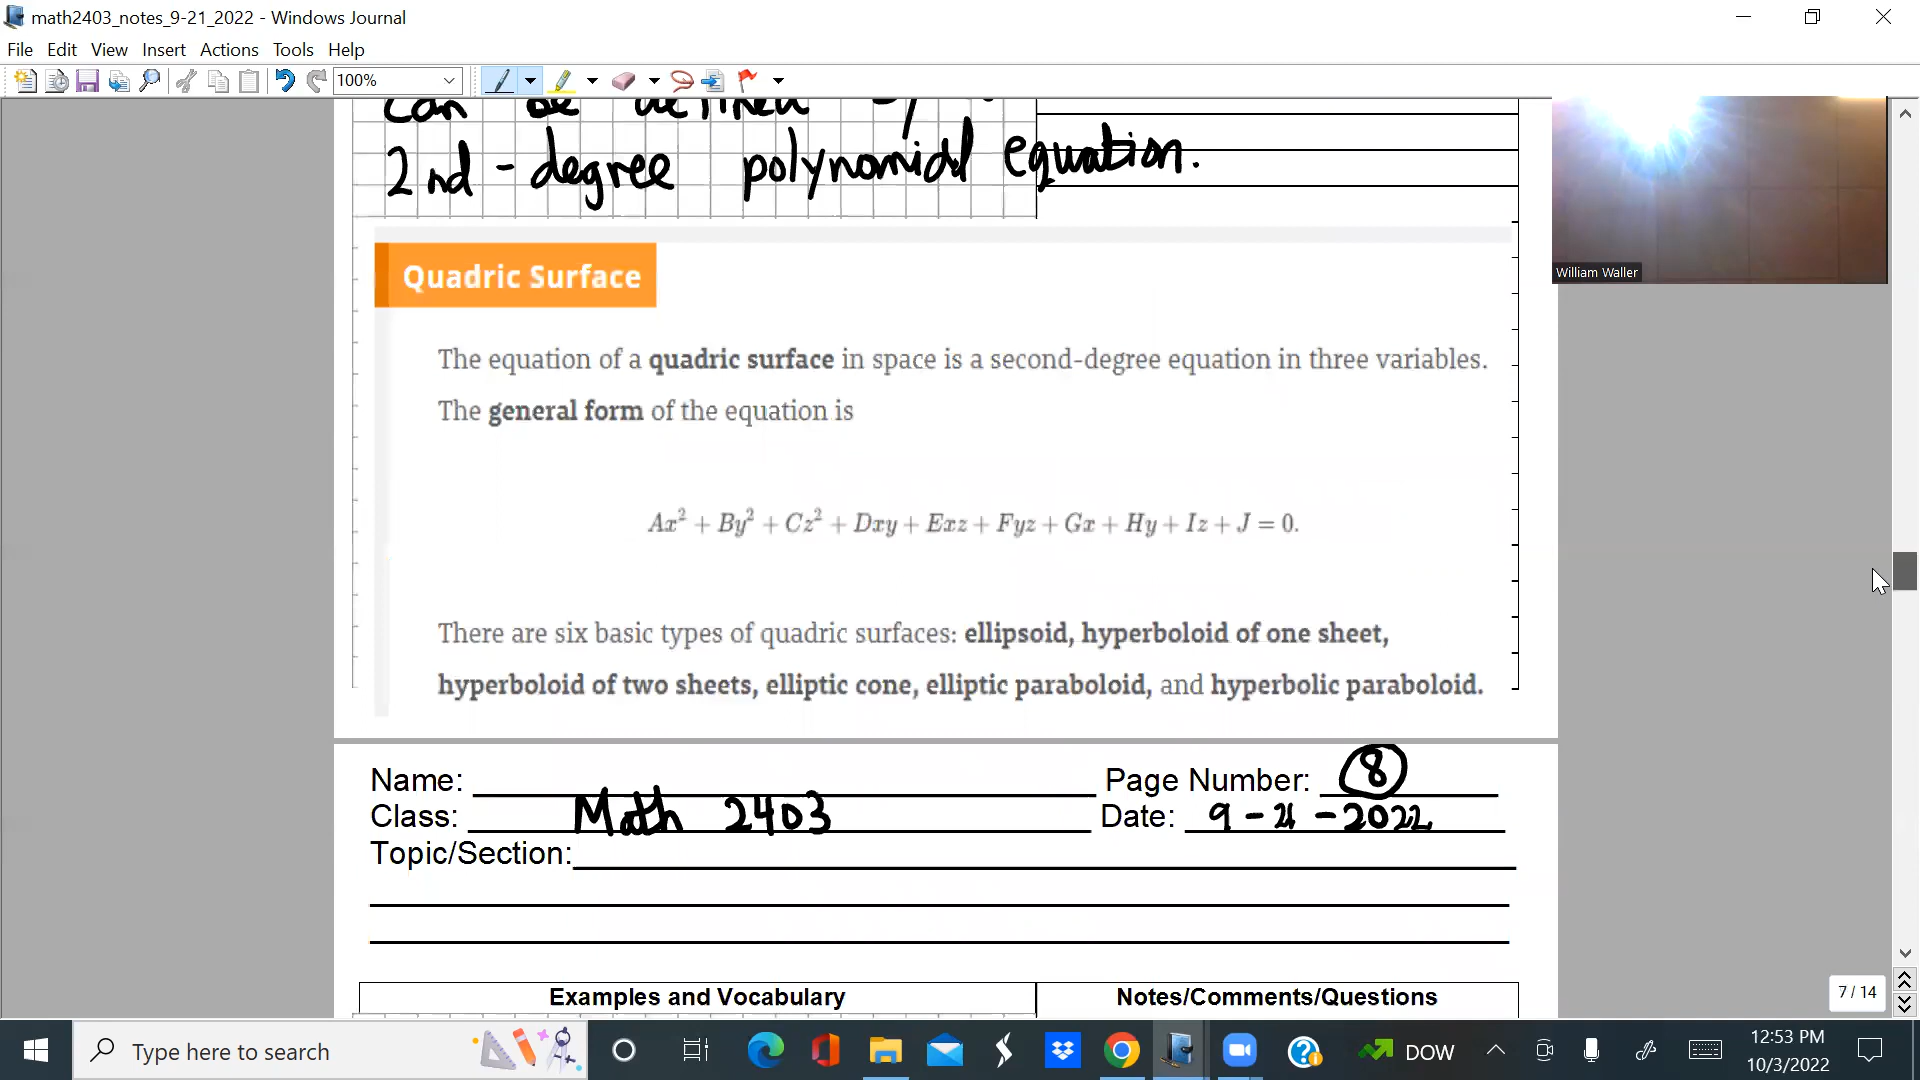 math2403_notes_9-21_2022 - Windows Journal
File Edit View Insert Actions Tools Help
100%
can be defined
2nd-degree polynomial equation.
William Waller
Quadric Surface
The equation of a quadric surface in space is a second-degree equation in three variables.
The general form of the equation is
Ax² + By² + Cz² + Dxy + Exz + Fyz + Gx + Hy + Iz + J = 0.
There are six basic types of quadric surfaces: ellipsoid, hyperboloid of one sheet,
hyperboloid of two sheets, elliptic cone, elliptic paraboloid, and hyperbolic paraboloid.
Name: Page Number: 8
Class: Math 2403 Date: 9-21-2022
Topic/Section:
Examples and Vocabulary Notes/Comments/Questions
7 / 14
Type here to search
DOW
12:53 PM
10/3/2022